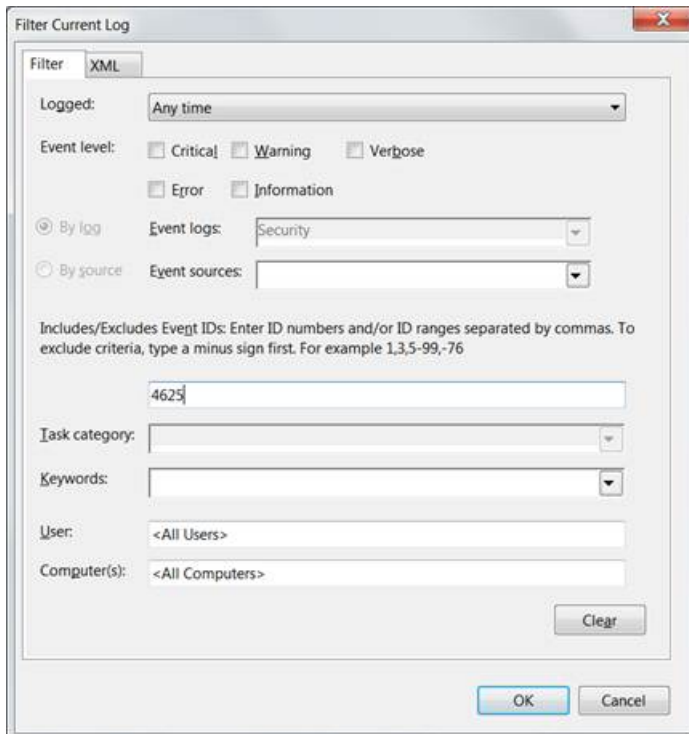 Filter Current Log
Filter XML
Logged: Any time
Event level: Critical Warning Verbose
Error Information
By log Event logs: Security
By source Event sources:
Includes/Excludes Event IDs: Enter ID numbers and/or ID ranges separated by commas. To
exclude criteria, type a minus sign first. For example 1,3,5-99,-76
4625
Task category:
Keywords:
User: <All Users>
Computer(s): <All Computers>
Clear
OK Cancel